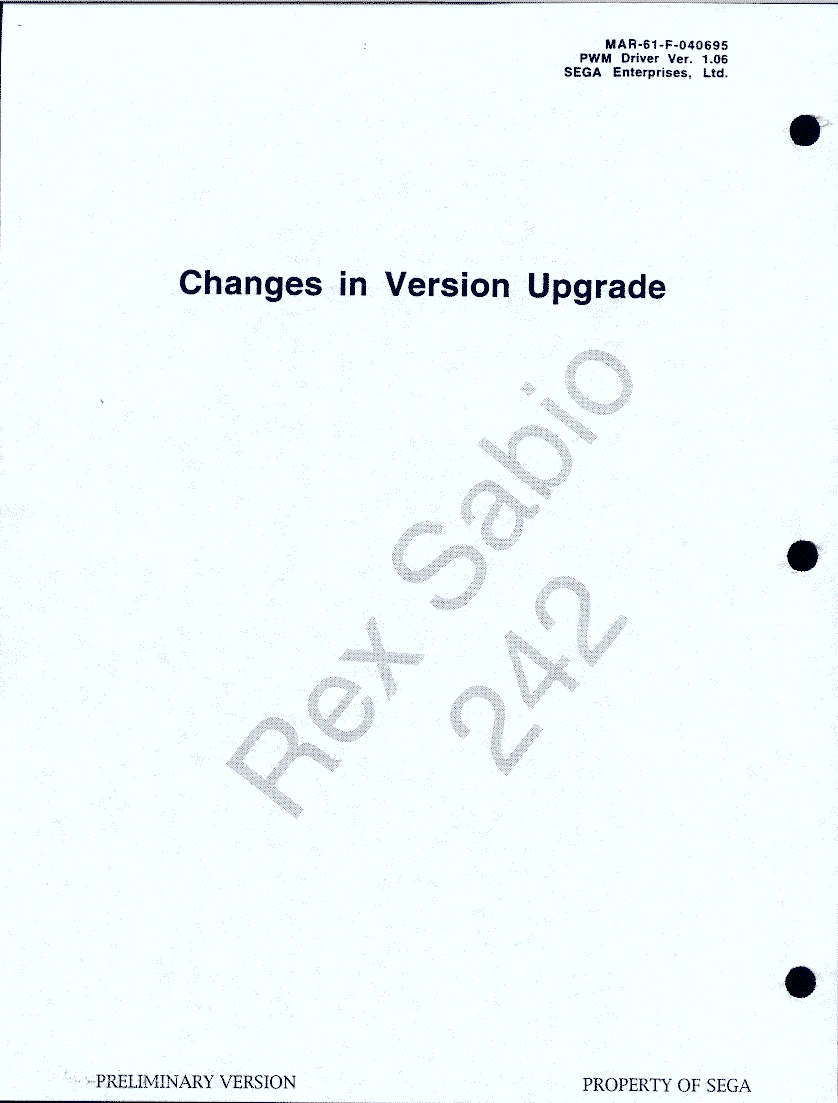 MAR-61-F-040695
PWM Driver Ver. 1.06
SEGA Enterprises, Ltd.
Changes in Version Upgrade
Rex Sabio
242
PRELIMINARY VERSION
PROPERTY OF SEGA